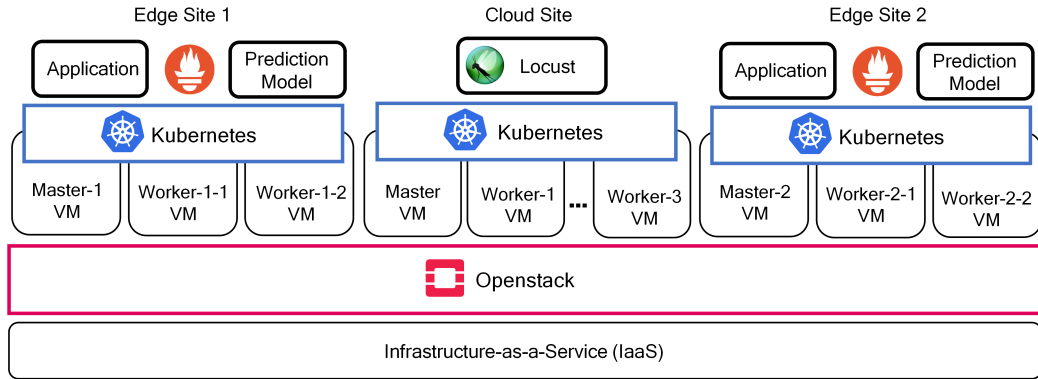 Edge Site 1
Cloud Site
Edge Site 2
Application
Prediction
Model
Locust
Application
Prediction
Model
Kubernetes
Kubernetes
Kubernetes
Master-1
VM
Worker-1-1
VM
Worker-1-2
VM
Master
VM
Worker-1
VM
...
Worker-3
VM
Master-2
VM
Worker-2-1
VM
Worker-2-2
VM
Openstack
Infrastructure-as-a-Service (IaaS)